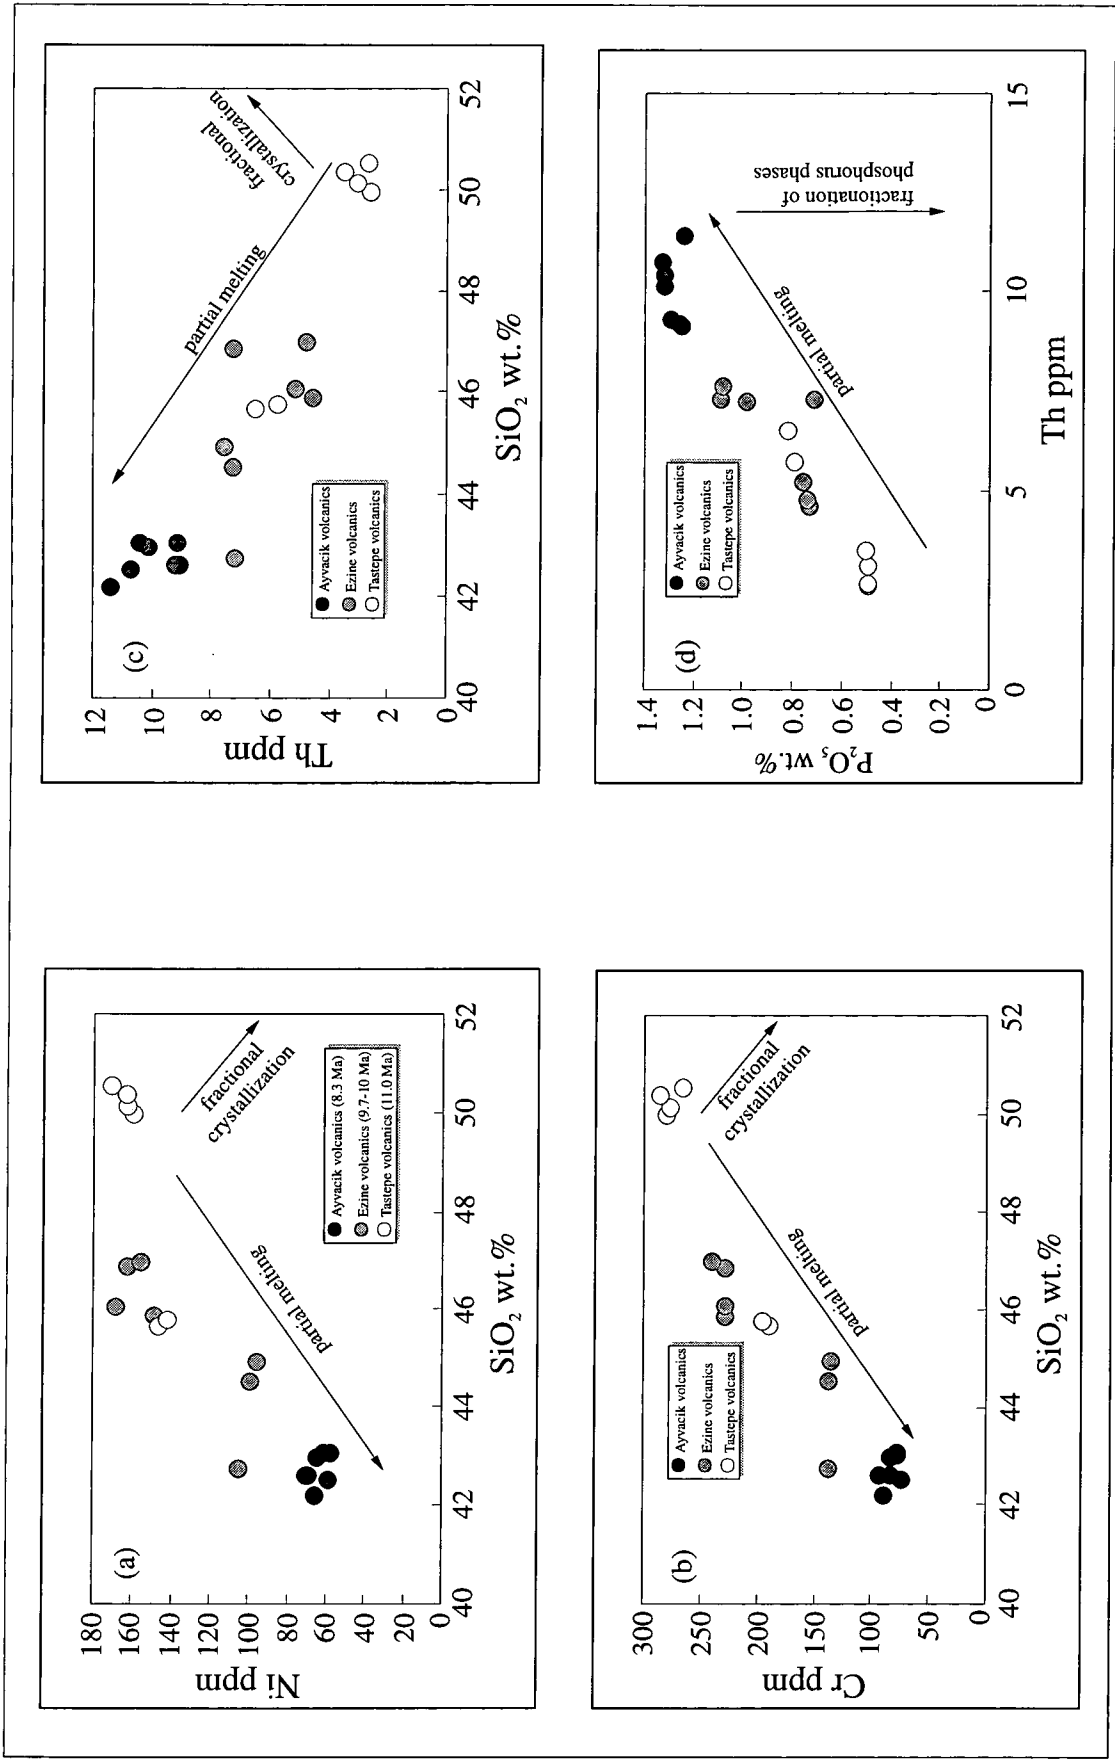 (a)
Ni ppm
180
160
140
120
100
80
60
40
20
40
42
44
46
48
50
52
SiO₂ wt.%
partial melting
fractional
crystallization
Ayvacik volcanics (8.3 Ma)
Ezine volcanics (9.7-10 Ma)
Tastepe volcanics (11.0 Ma)
(b)
Cr ppm
300
250
200
150
100
50
0
40
42
44
46
48
50
52
SiO₂ wt.%
partial melting
fractional
crystallization
Ayvacik volcanics
Ezine volcanics
Tastepe volcanics
(c)
Th ppm
12
10
8
6
4
2
0
40
42
44
46
48
50
52
SiO₂ wt.%
partial melting
fractional
crystallization
Ayvacik volcanics
Ezine volcanics
Tastepe volcanics
(d)
P₂O₅ wt.%
1.4
1.2
1.0
0.8
0.6
0.4
0.2
0
0
5
10
15
Th ppm
partial melting
fractionation of
phosphorus phases
Ayvacik volcanics
Ezine volcanics
Tastepe volcanics